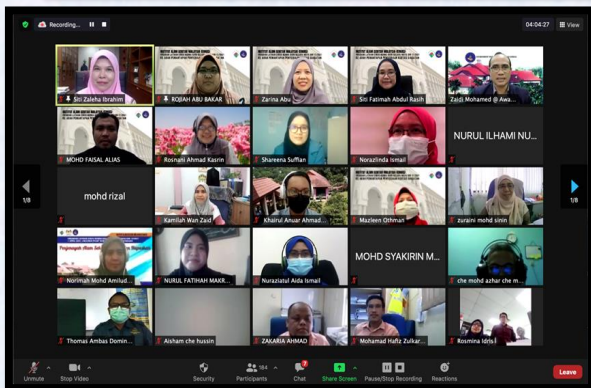 Recording...
04:04:27
View
Siti Zaleha Ibrahim
ROJIAH ABU BAKAR
Zarina Abu
Siti Fatimah Abdul Rasih
Zaidi Mohamed @ Awa...
MOHD FAISAL ALIAS
Rosnani Ahmad Kasrin
Shareena Suffian
Norazlinda Ismail
NURUL ILHAMI NU...
1/8
mohd rizal
Kamilah Wan Zaid
Khairul Anuar Ahmad...
Mazleen Othman
zuraini mohd sinin
1/8
Norimah Mohd Amilud...
NURUL FATIHAH MAKR...
Nuraziatul Aida Ismail
MOHD SYAKIRIN M...
che mohd azhar che m...
Thomas Ambas Domin...
Aisham che hussin
ZAKARIA AHMAD
Mohamad Hafiz Zulkar...
Rosmina Idris
Unmute
Stop Video
Security
184
Participants
7
Chat
Share Screen
Pause/Stop Recording
Reactions
Leave